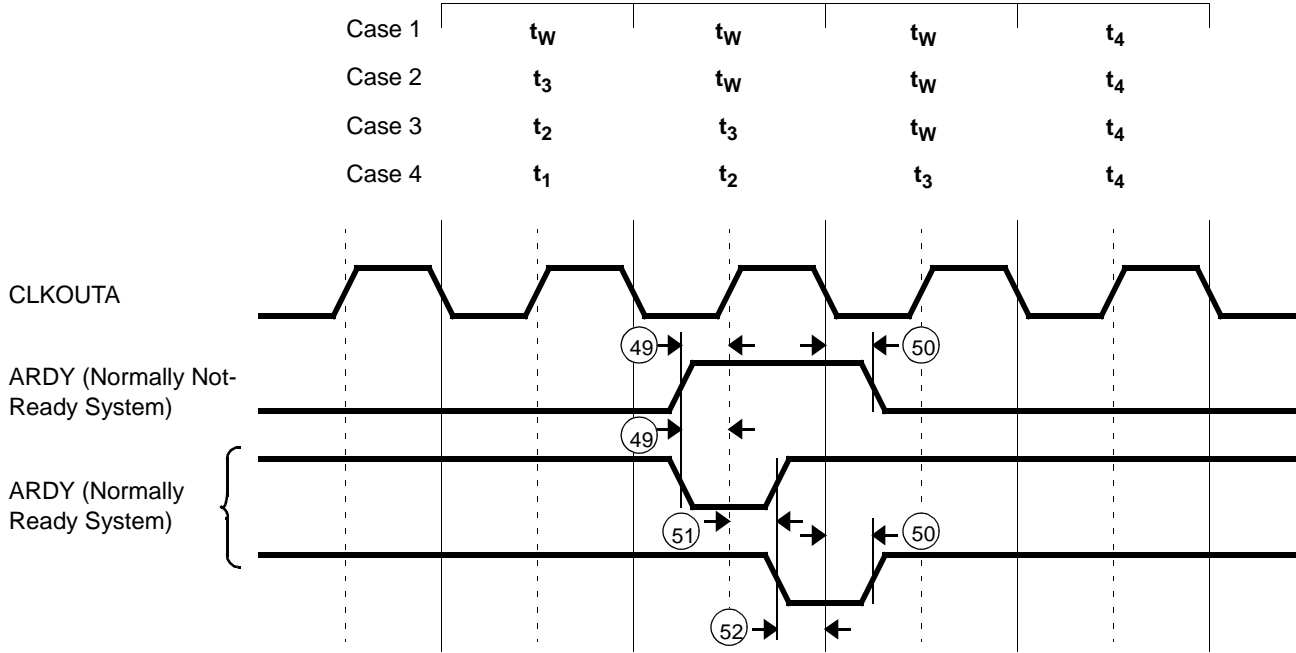 Case 1 tW tW tW t4
Case 2 t3 tW tW t4
Case 3 t2 t3 tW t4
Case 4 t1 t2 t3 t4
CLKOUTA
49 50
ARDY (Normally Not-
Ready System)
49
ARDY (Normally
Ready System)
51 50
52